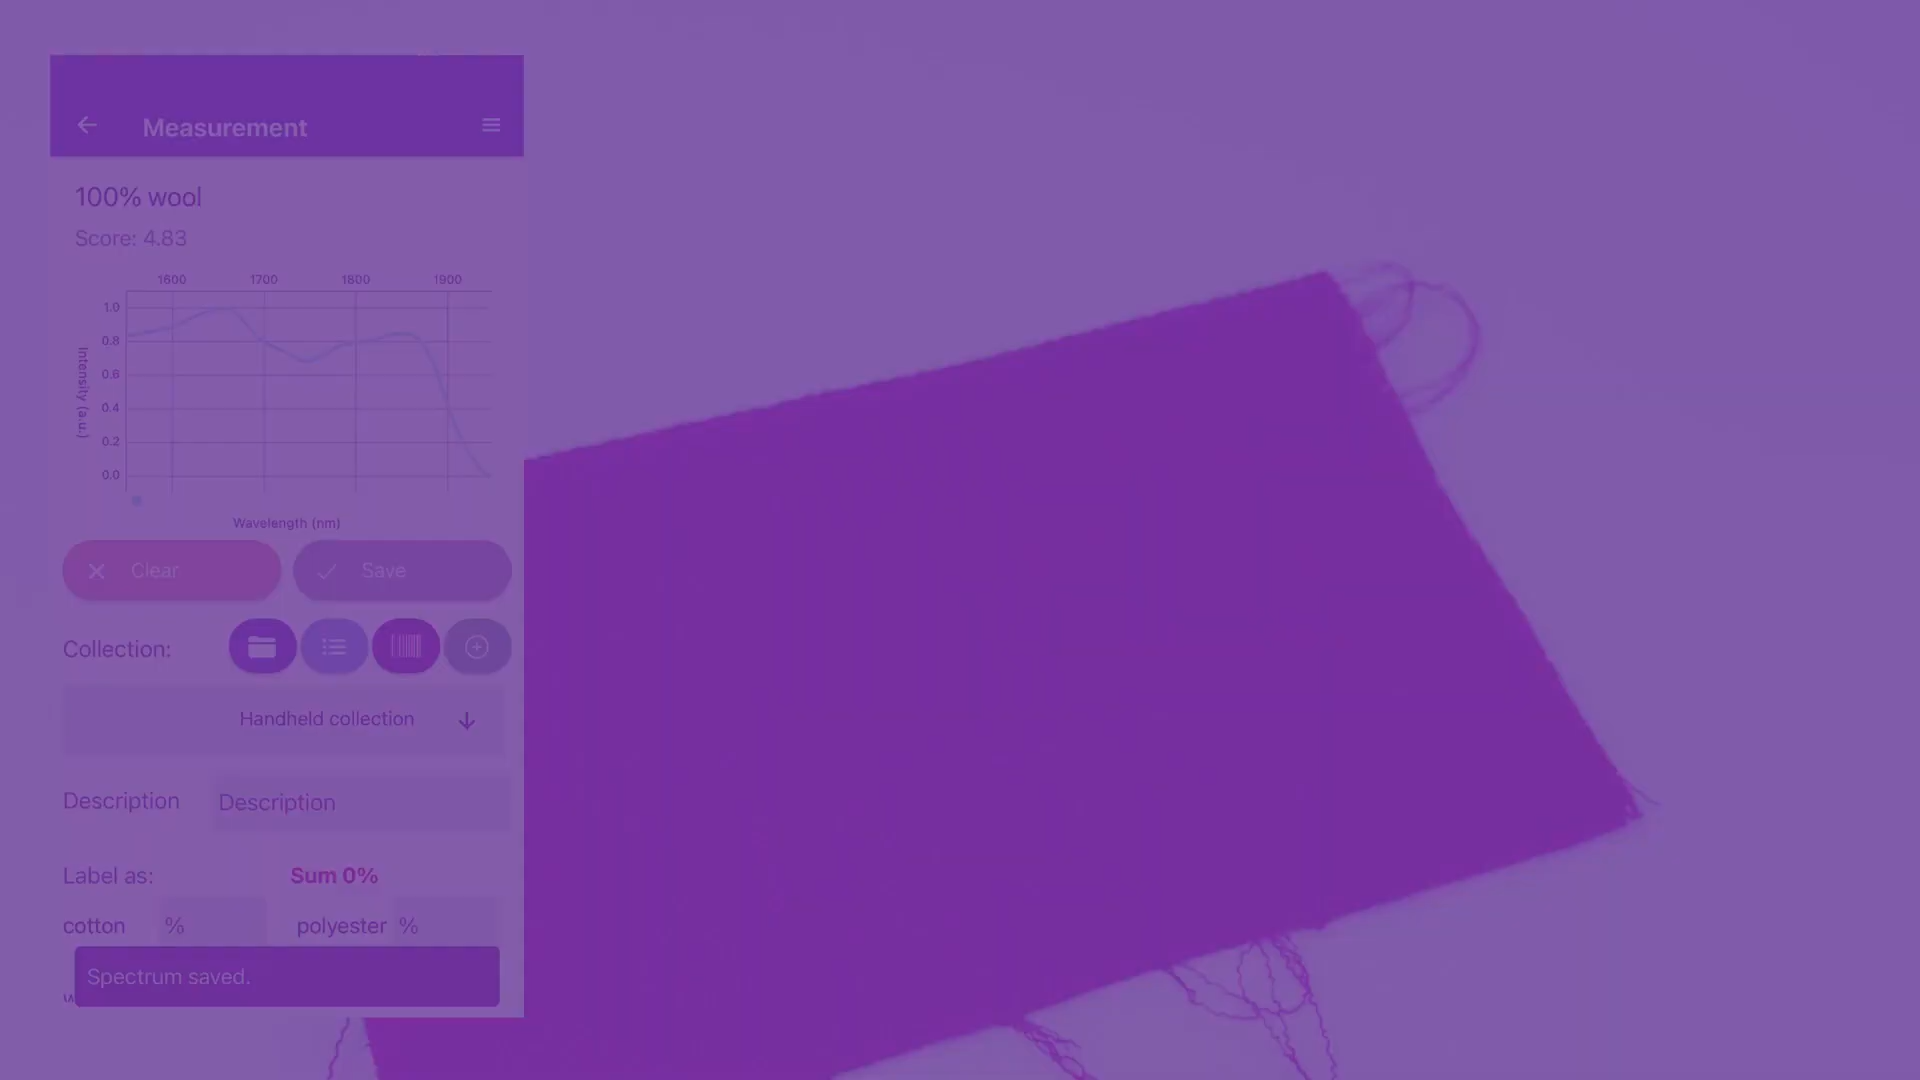 Measurement
100% wool
Score: 4.83
1600 1700 1800 1900
1.0
0.8
0.6
0.4
0.2
0.0
Intensity (a.u.)
Wavelength (nm)
Clear Save
Collection:
Handheld collection
Description Description
Label as: Sum 0%
cotton % polyester %
Spectrum saved.